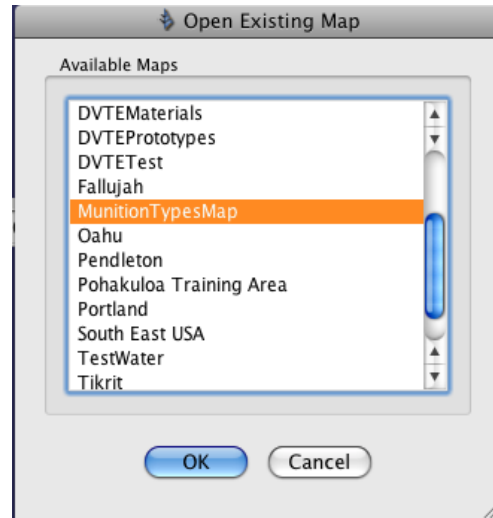 Open Existing Map
Available Maps
DVTEMaterials
DVTEPrototypes
DVTETest
Fallujah
MunitionTypesMap
Oahu
Pendleton
Pohakuloa Training Area
Portland
South East USA
TestWater
Tikrit
OK
Cancel